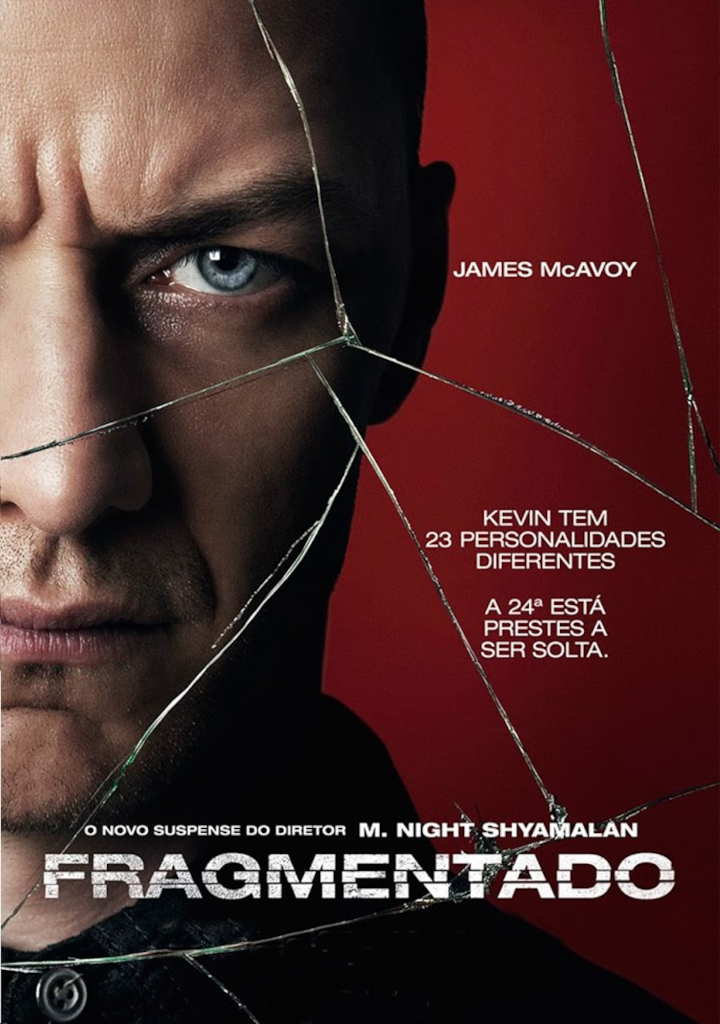 JAMES McAVOY
KEVIN TEM
23 PERSONALIDADES
DIFERENTES
A 24ª ESTÁ
PRESTES A
SER SOLTA.
O NOVO SUSPENSE DO DIRETOR M. NIGHT SHYAMALAN
FRAGMENTADO